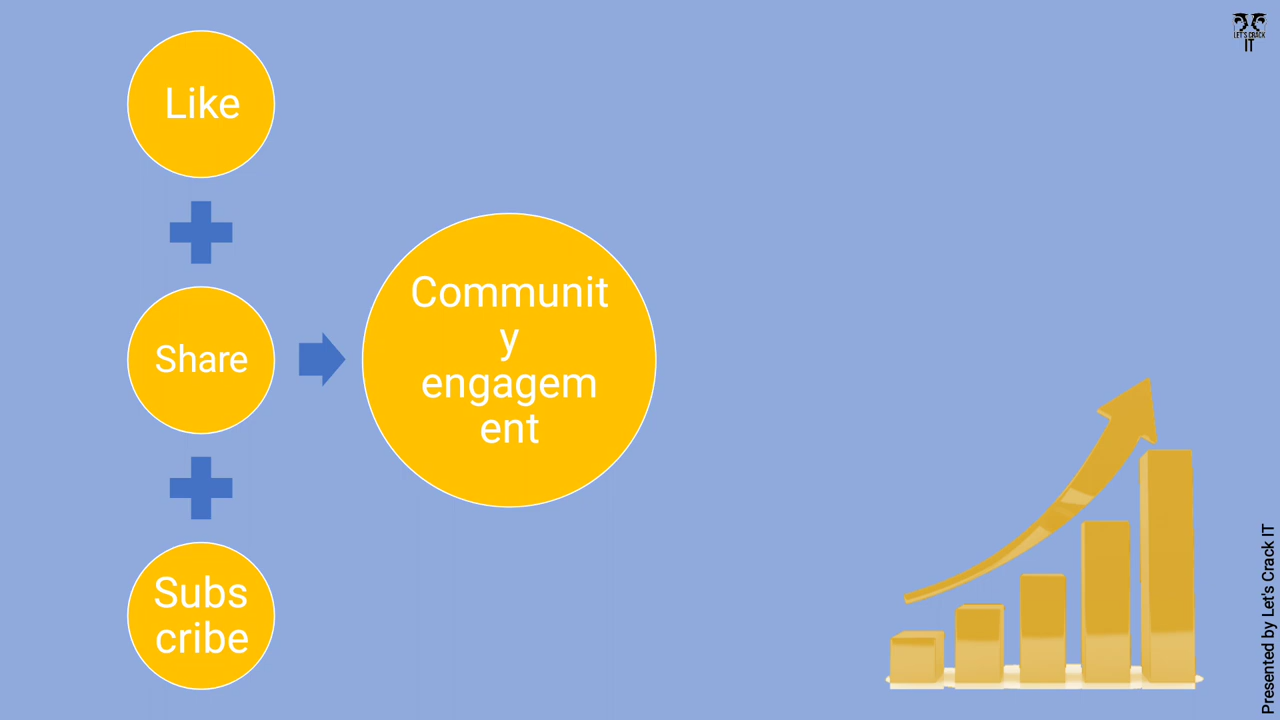 Like
Share
Subs
cribe
Communit
y
engagem
ent
LET'S CRACK
IT
Presented by Let's Crack IT